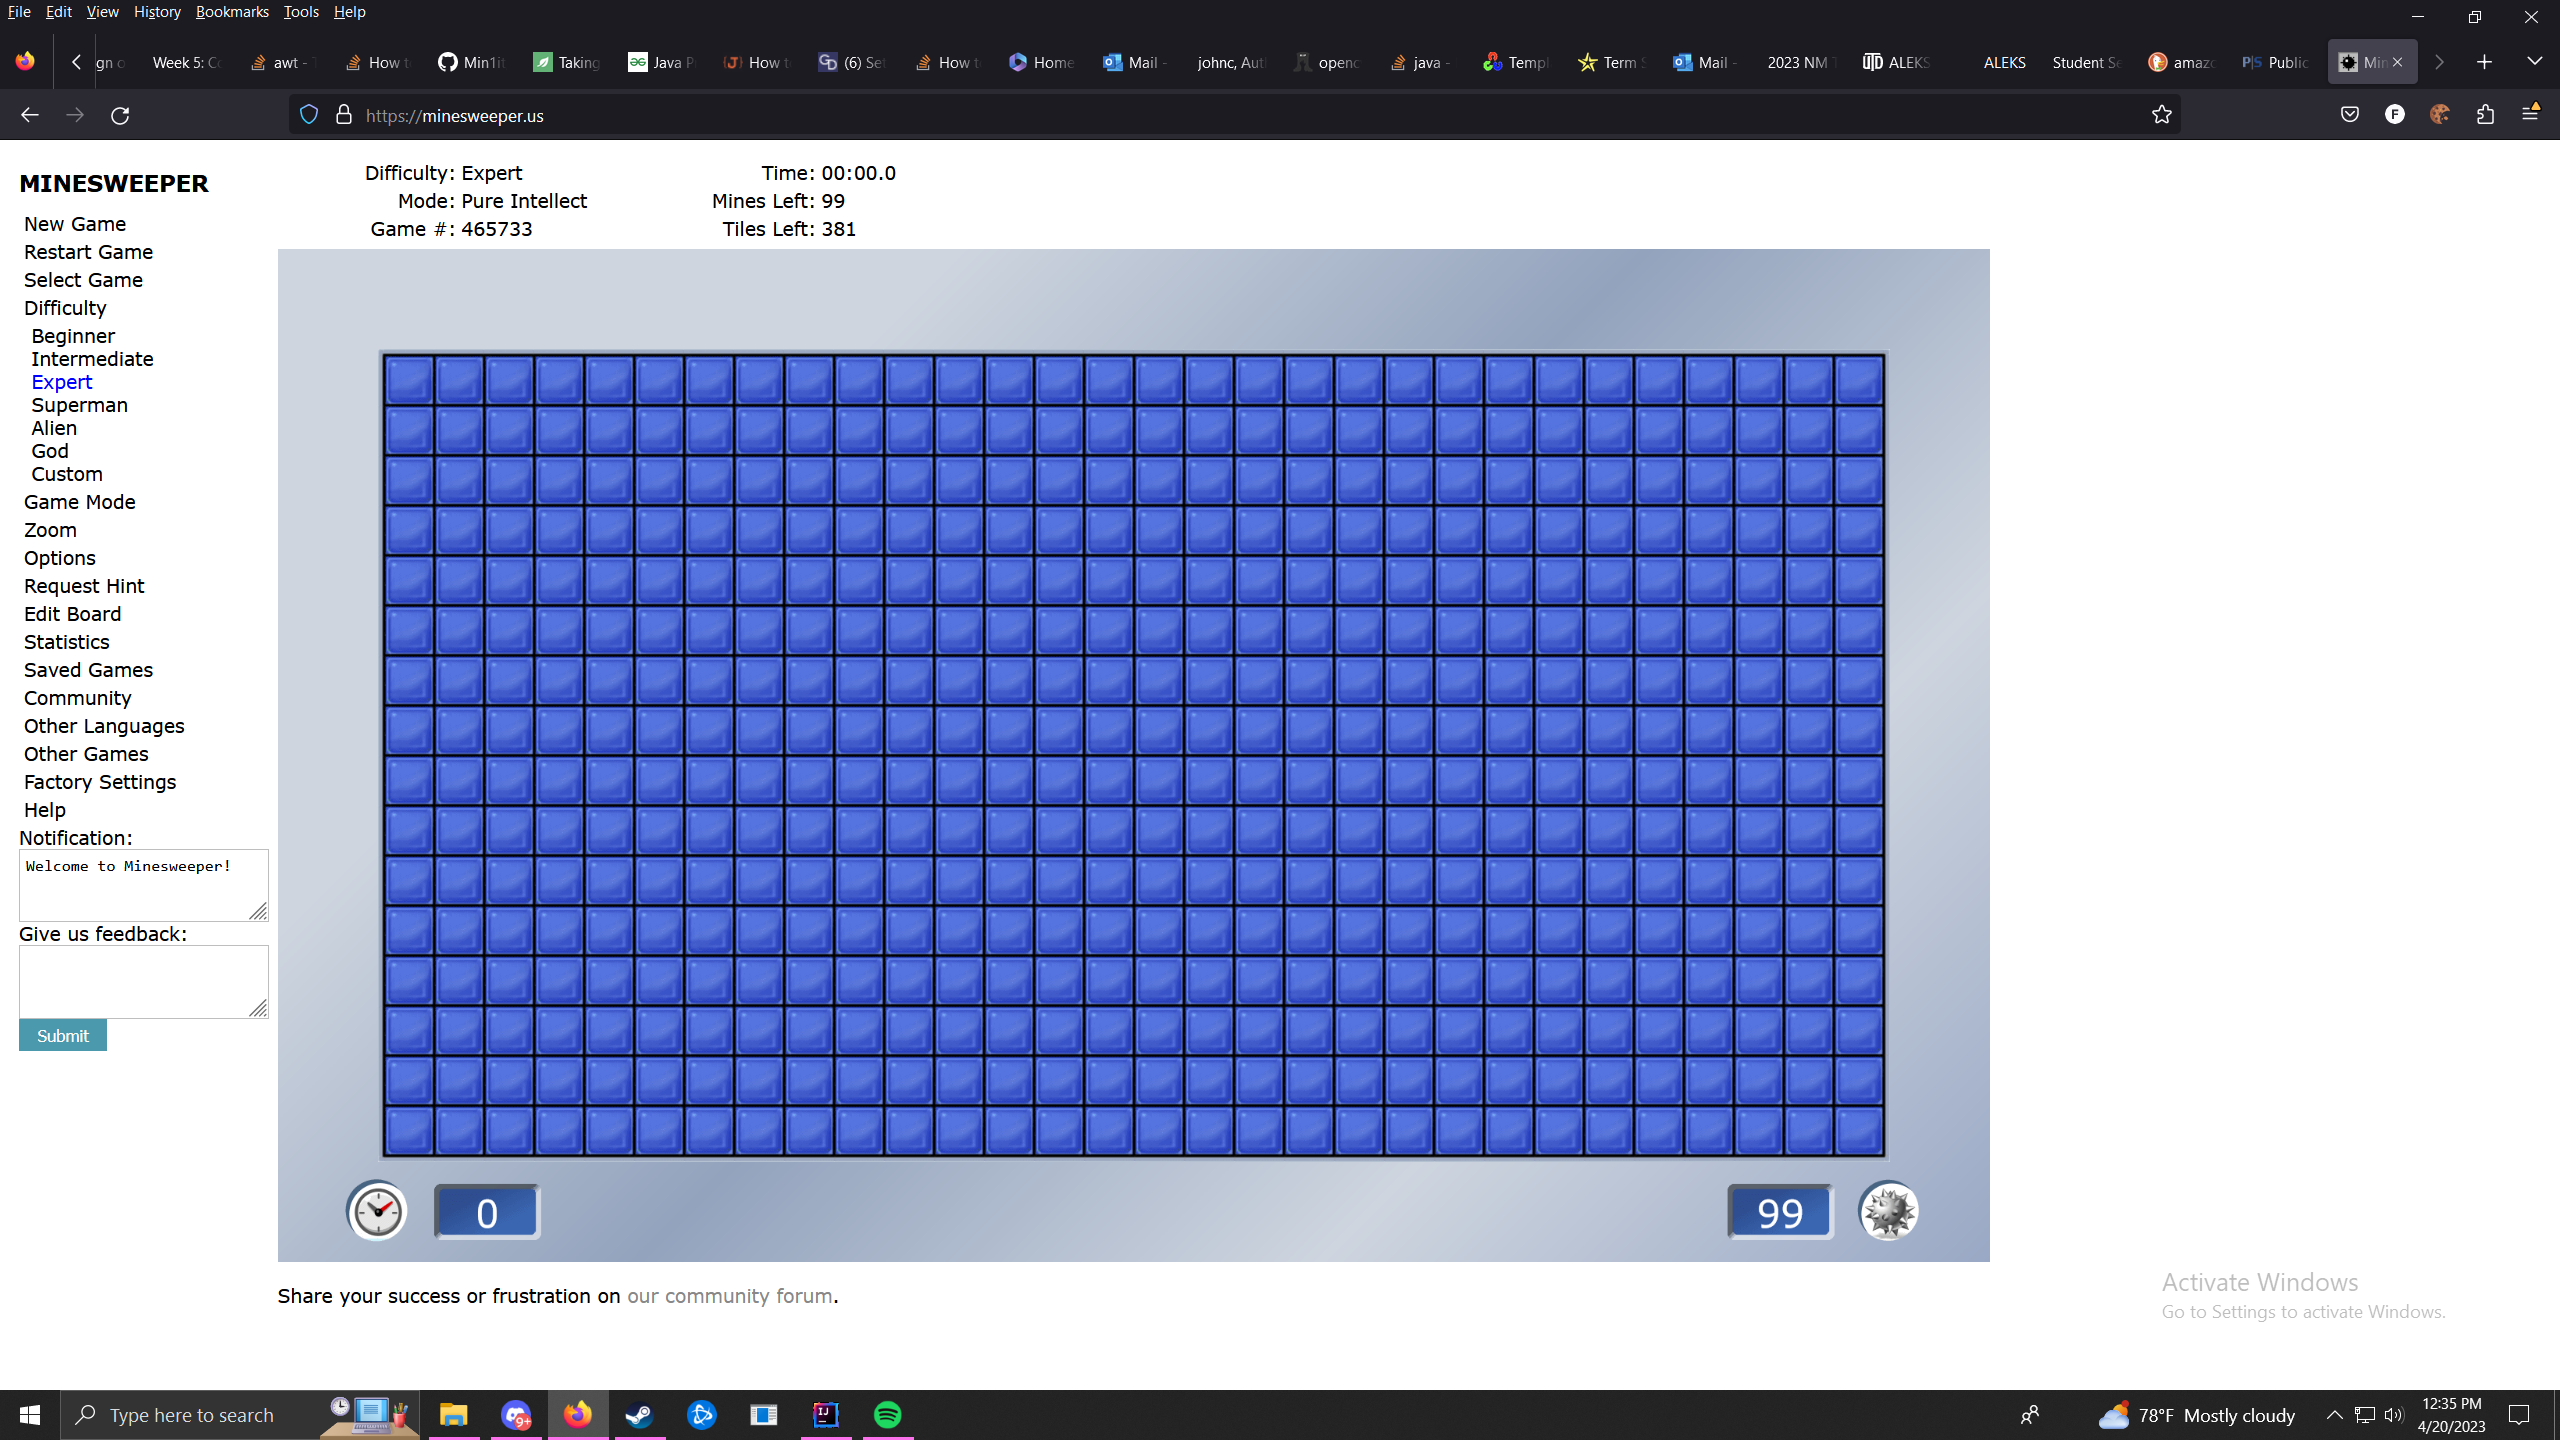 File Edit View History Bookmarks Tools Help
Week 5: awt - How Min1i Taking Java P How t (6) Set How t Home Mail - johnc, Aut openc java - Templ Term Mail - 2023 NM ALEKS ALEKS Student Se amaz Public Min
https://minesweeper.us
MINESWEEPER
Difficulty: Expert Time: 00:00.0
Mode: Pure Intellect Mines Left: 99
Game #: 465733 Tiles Left: 381
New Game
Restart Game
Select Game
Difficulty
Beginner
Intermediate
Expert
Superman
Alien
God
Custom
Game Mode
Zoom
Options
Request Hint
Edit Board
Statistics
Saved Games
Community
Other Languages
Other Games
Factory Settings
Help
Notification:
Welcome to Minesweeper!
Give us feedback:
Submit
0
99
Share your success or frustration on our community forum.
Activate Windows
Go to Settings to activate Windows.
Type here to search
9+
78°F Mostly cloudy
12:35 PM
4/20/2023